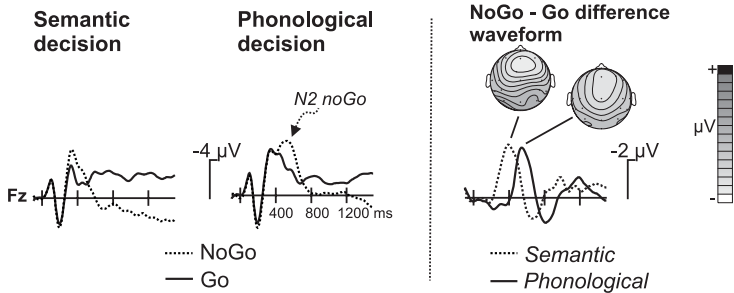 Semantic
decision
Phonological
decision
N2 noGo
-4 µV
Fz
400 800 1200 ms
NoGo
Go
NoGo - Go difference
waveform
-2 µV
Semantic
Phonological
+
µV
-